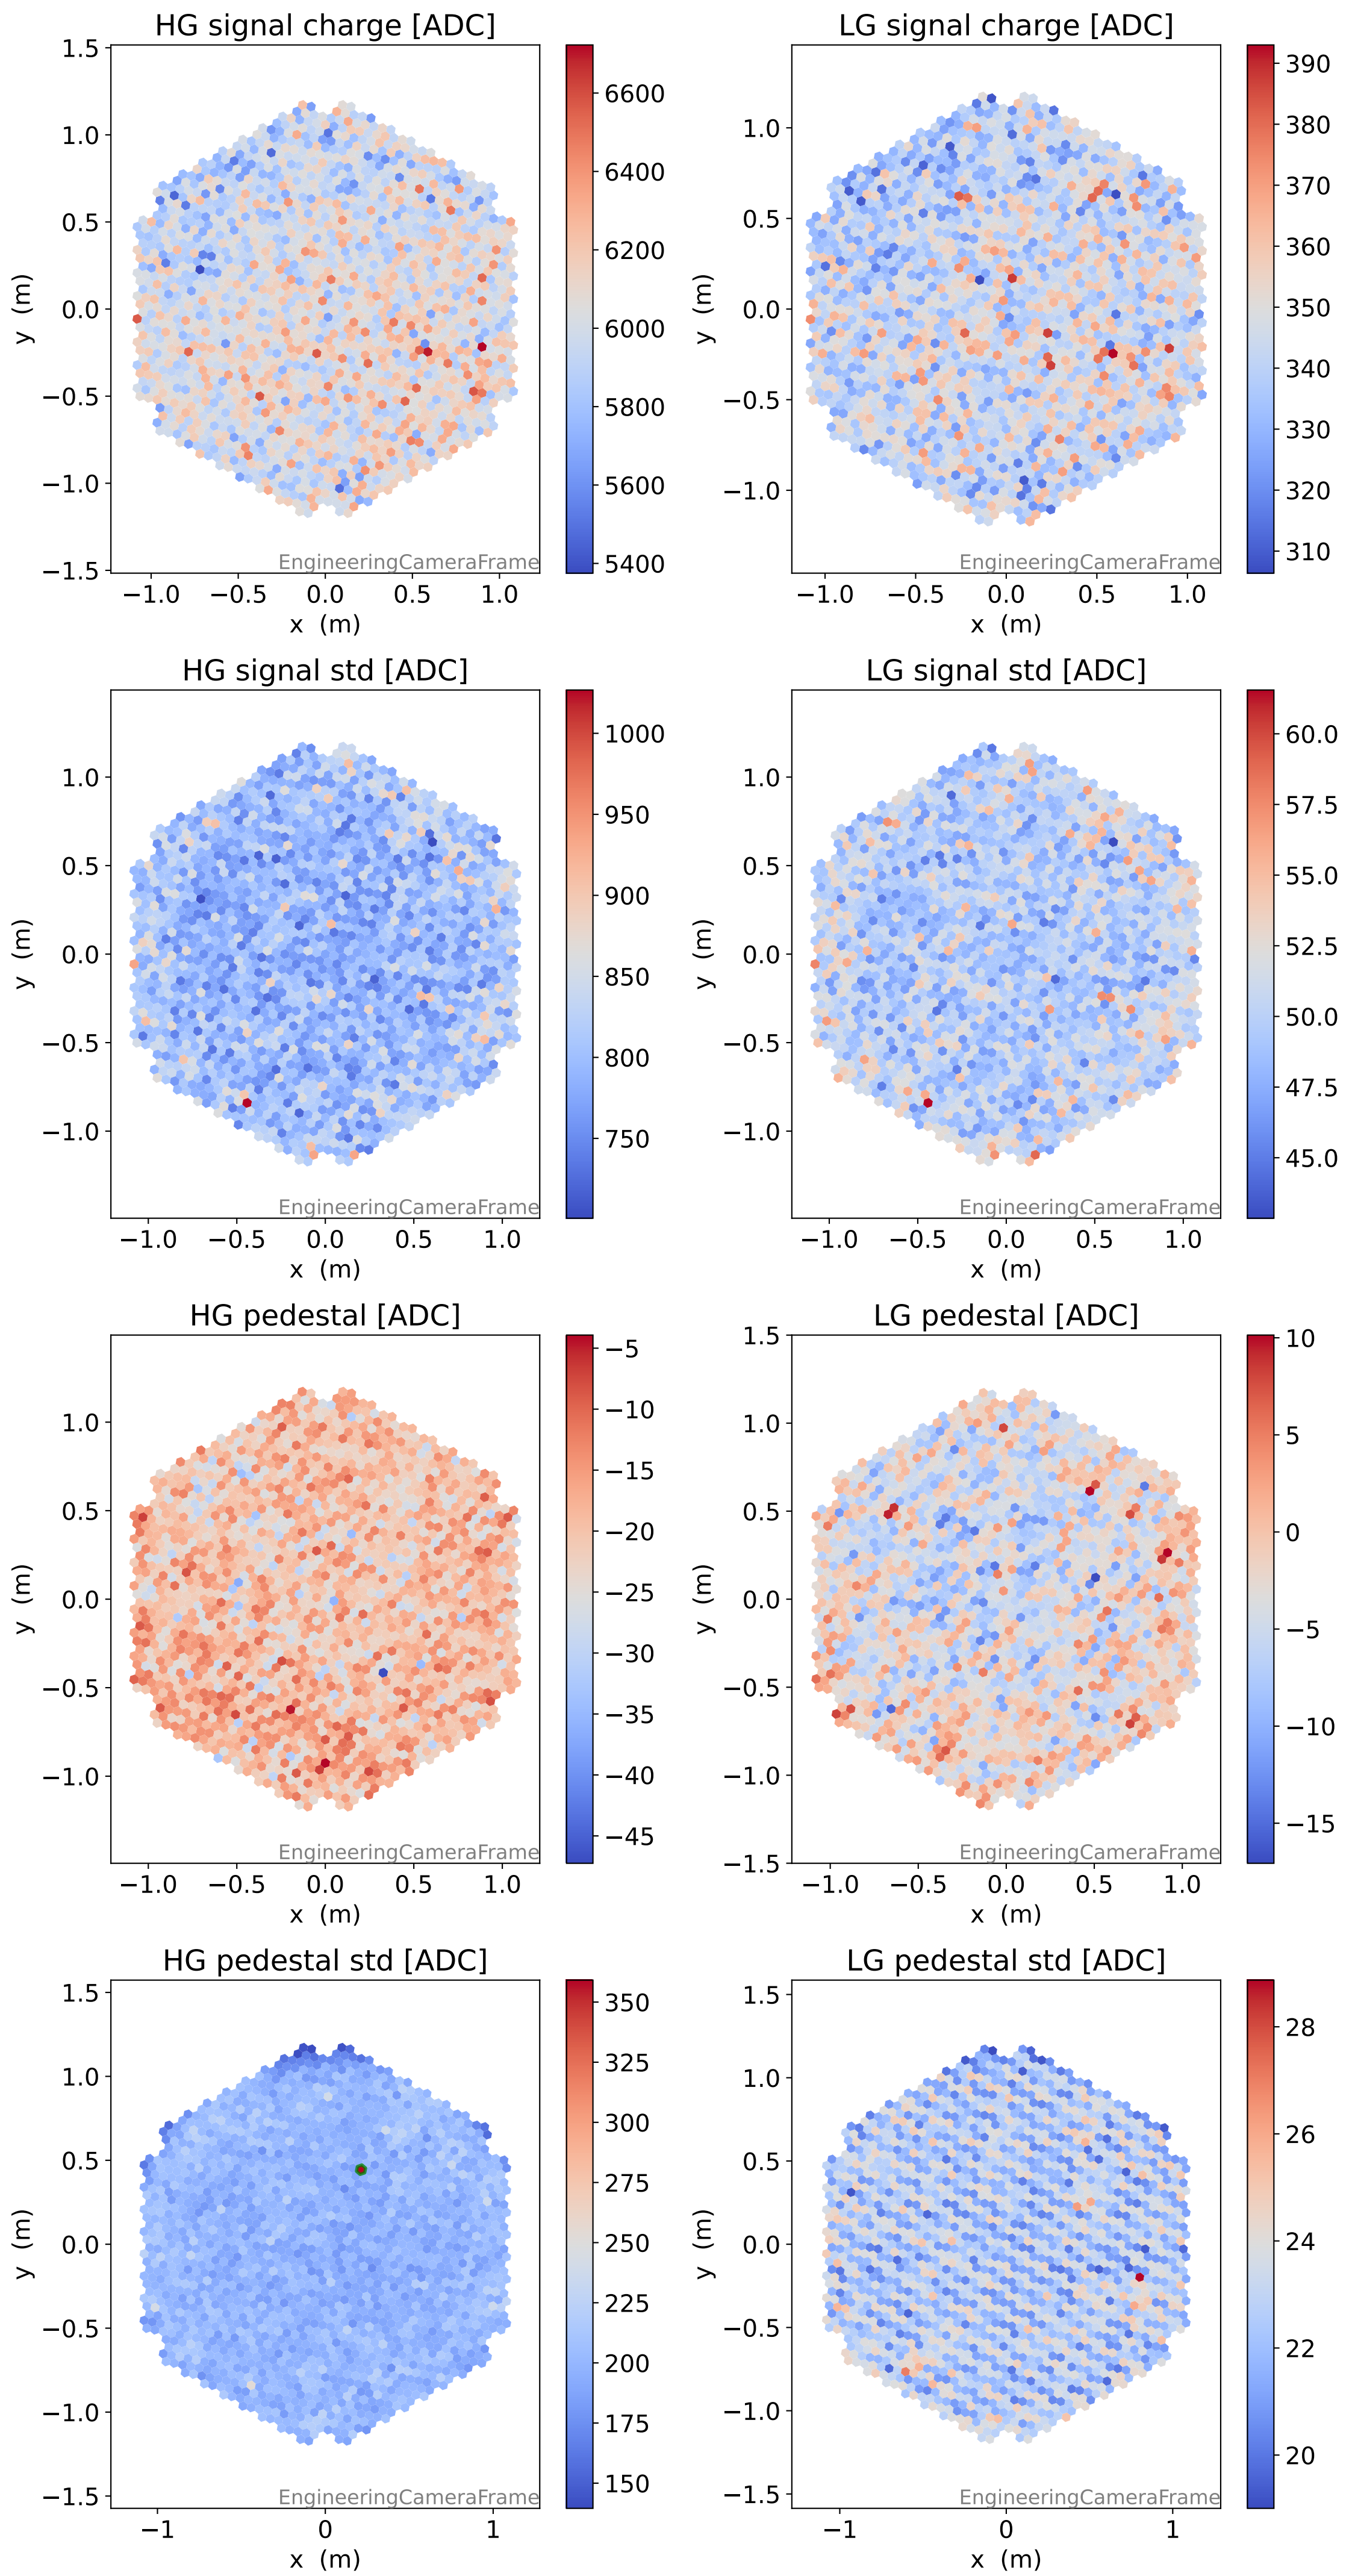 HG signal charge [ADC]
1.5
1.0
0.5
0.0
−0.5
−1.0
−1.5
y (m)
−1.0 −0.5 0.0 0.5 1.0
x (m)
EngineeringCameraFrame
6600
6400
6200
6000
5800
5600
5400
LG signal charge [ADC]
1.0
0.5
0.0
−0.5
−1.0
y (m)
−1.0 −0.5 0.0 0.5 1.0
x (m)
EngineeringCameraFrame
390
380
370
360
350
340
330
320
310
HG signal std [ADC]
1.0
0.5
0.0
−0.5
−1.0
y (m)
−1.0 −0.5 0.0 0.5 1.0
x (m)
EngineeringCameraFrame
1000
950
900
850
800
750
LG signal std [ADC]
1.0
0.5
0.0
−0.5
−1.0
y (m)
−1.0 −0.5 0.0 0.5 1.0
x (m)
EngineeringCameraFrame
60.0
57.5
55.0
52.5
50.0
47.5
45.0
HG pedestal [ADC]
1.0
0.5
0.0
−0.5
−1.0
y (m)
−1.0 −0.5 0.0 0.5 1.0
x (m)
EngineeringCameraFrame
−5
−10
−15
−20
−25
−30
−35
−40
−45
LG pedestal [ADC]
1.5
1.0
0.5
0.0
−0.5
−1.0
−1.5
y (m)
−1.0 −0.5 0.0 0.5 1.0
x (m)
EngineeringCameraFrame
10
5
0
−5
−10
−15
HG pedestal std [ADC]
1.5
1.0
0.5
0.0
−0.5
−1.0
−1.5
y (m)
−1 0 1
x (m)
EngineeringCameraFrame
350
325
300
275
250
225
200
175
150
LG pedestal std [ADC]
1.5
1.0
0.5
0.0
−0.5
−1.0
−1.5
y (m)
−1 0 1
x (m)
EngineeringCameraFrame
28
26
24
22
20